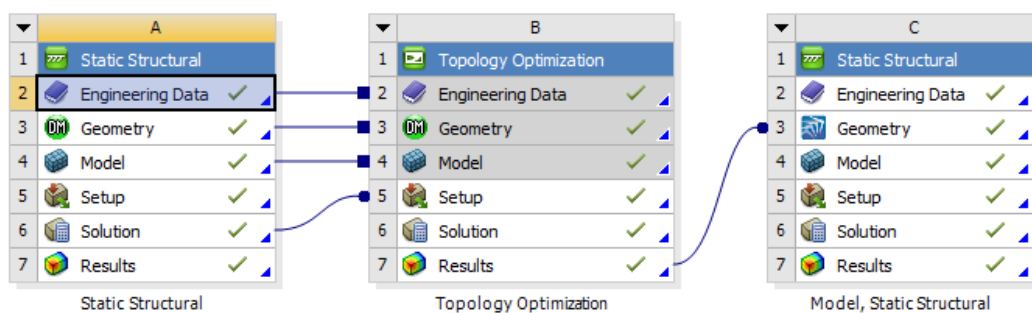 A
1 Static Structural
2 Engineering Data
3 DM Geometry
4 Model
5 Setup
6 Solution
7 Results
Static Structural
B
1 Topology Optimization
2 Engineering Data
3 DM Geometry
4 Model
5 Setup
6 Solution
7 Results
Topology Optimization
C
1 Static Structural
2 Engineering Data
3 Geometry
4 Model
5 Setup
6 Solution
7 Results
Model, Static Structural